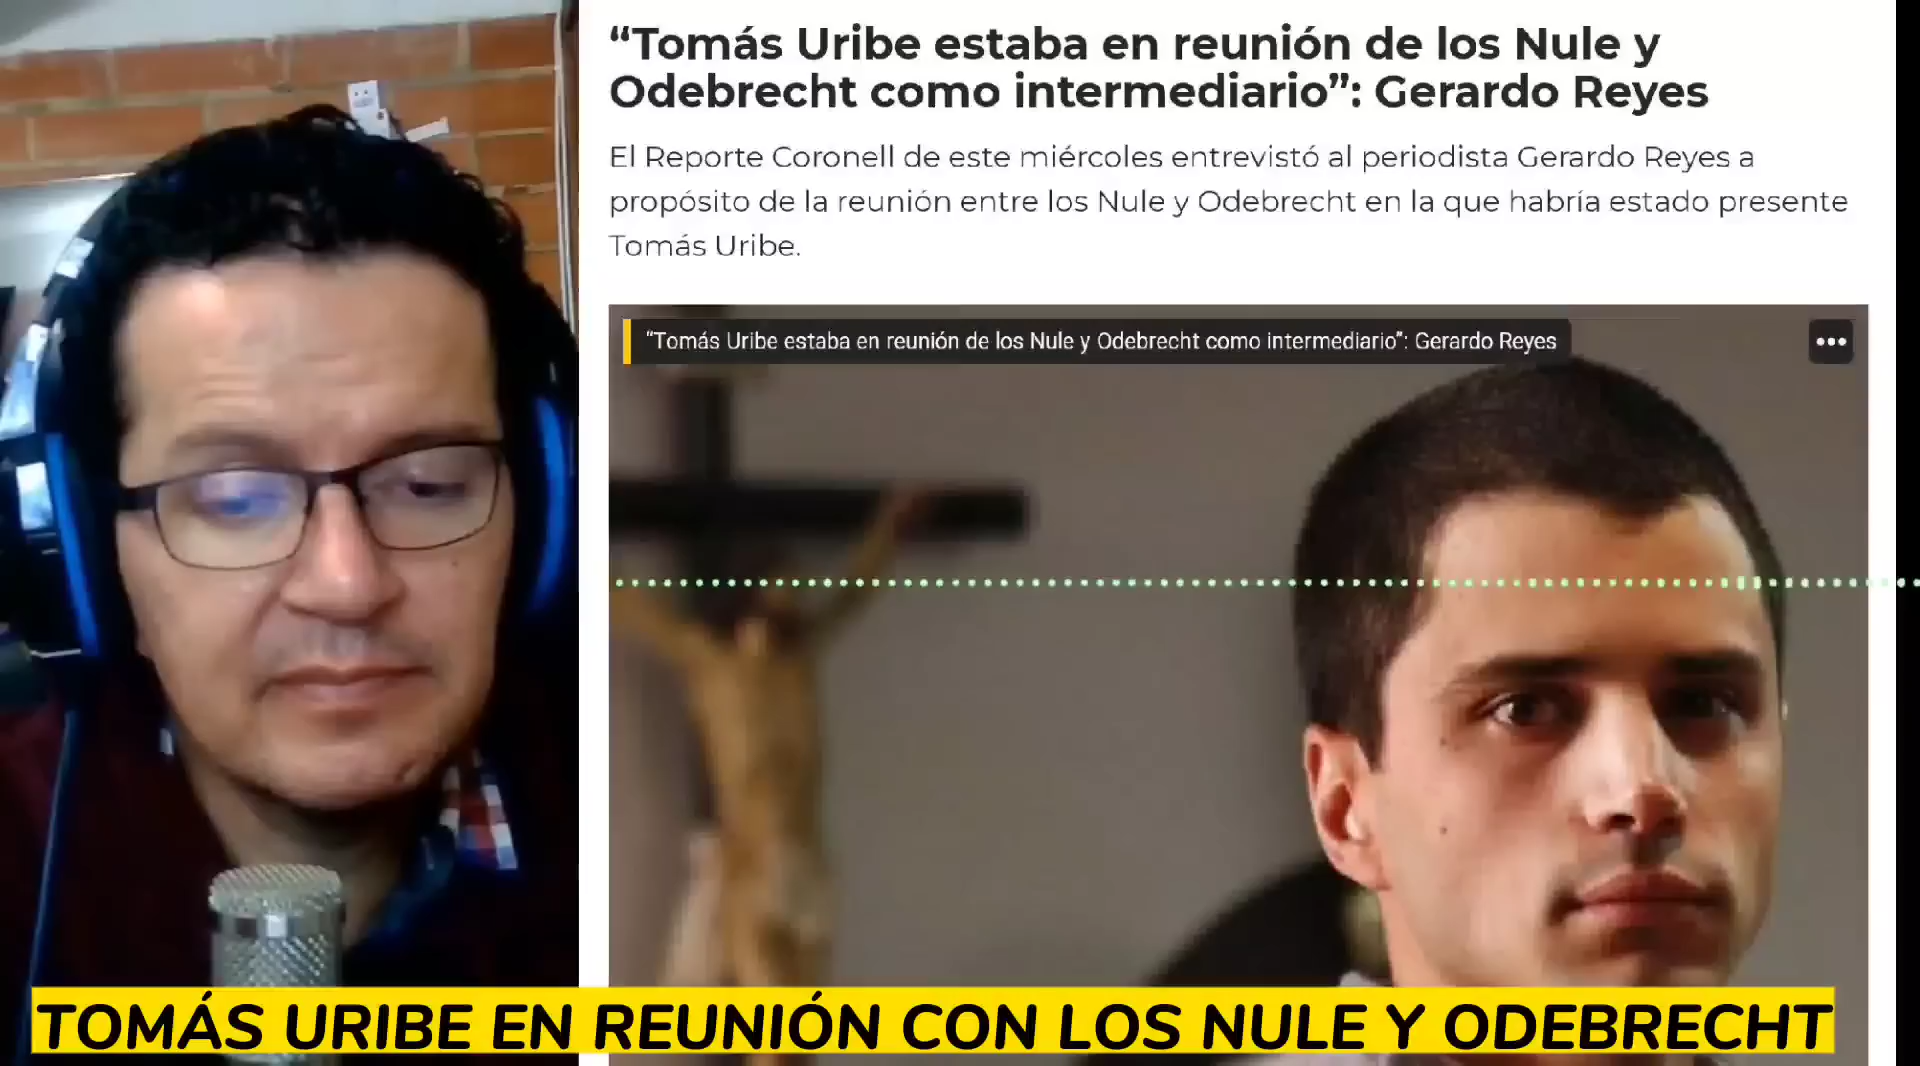 “Tomás Uribe estaba en reunión de los Nule y
Odebrecht como intermediario”: Gerardo Reyes
El Reporte Coronell de este miércoles entrevistó al periodista Gerardo Reyes a
propósito de la reunión entre los Nule y Odebrecht en la que habría estado presente
Tomás Uribe.
“Tomás Uribe estaba en reunión de los Nule y Odebrecht como intermediario”: Gerardo Reyes
TOMÁS URIBE EN REUNIÓN CON LOS NULE Y ODEBRECHT